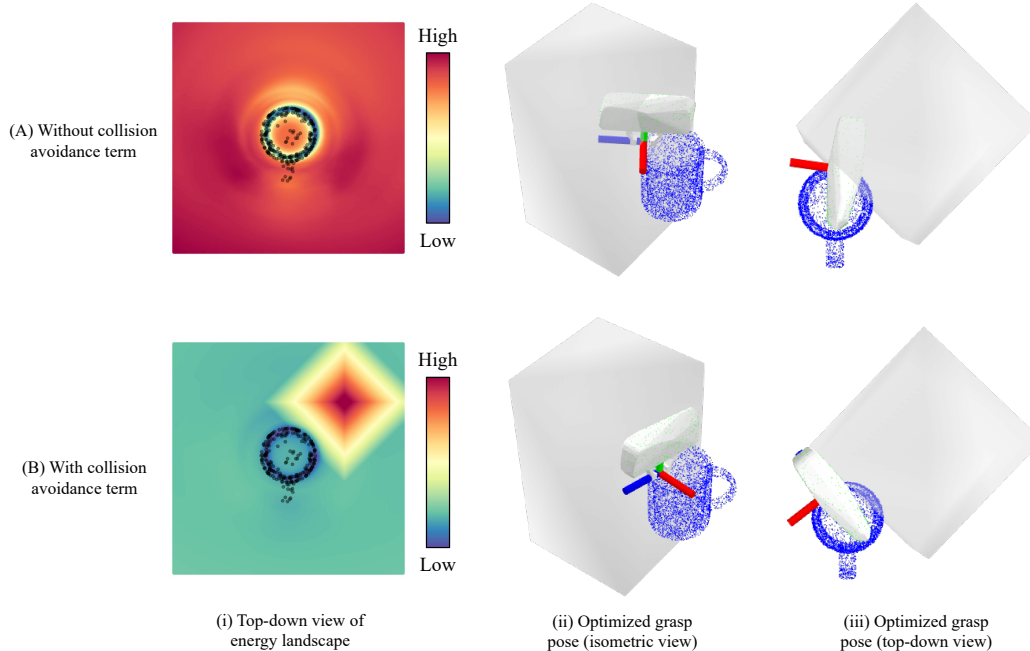 High
(A) Without collision
avoidance term
Low
High
(B) With collision
avoidance term
Low
(i) Top-down view of
energy landscape
(ii) Optimized grasp
pose (isometric view)
(iii) Optimized grasp
pose (top-down view)